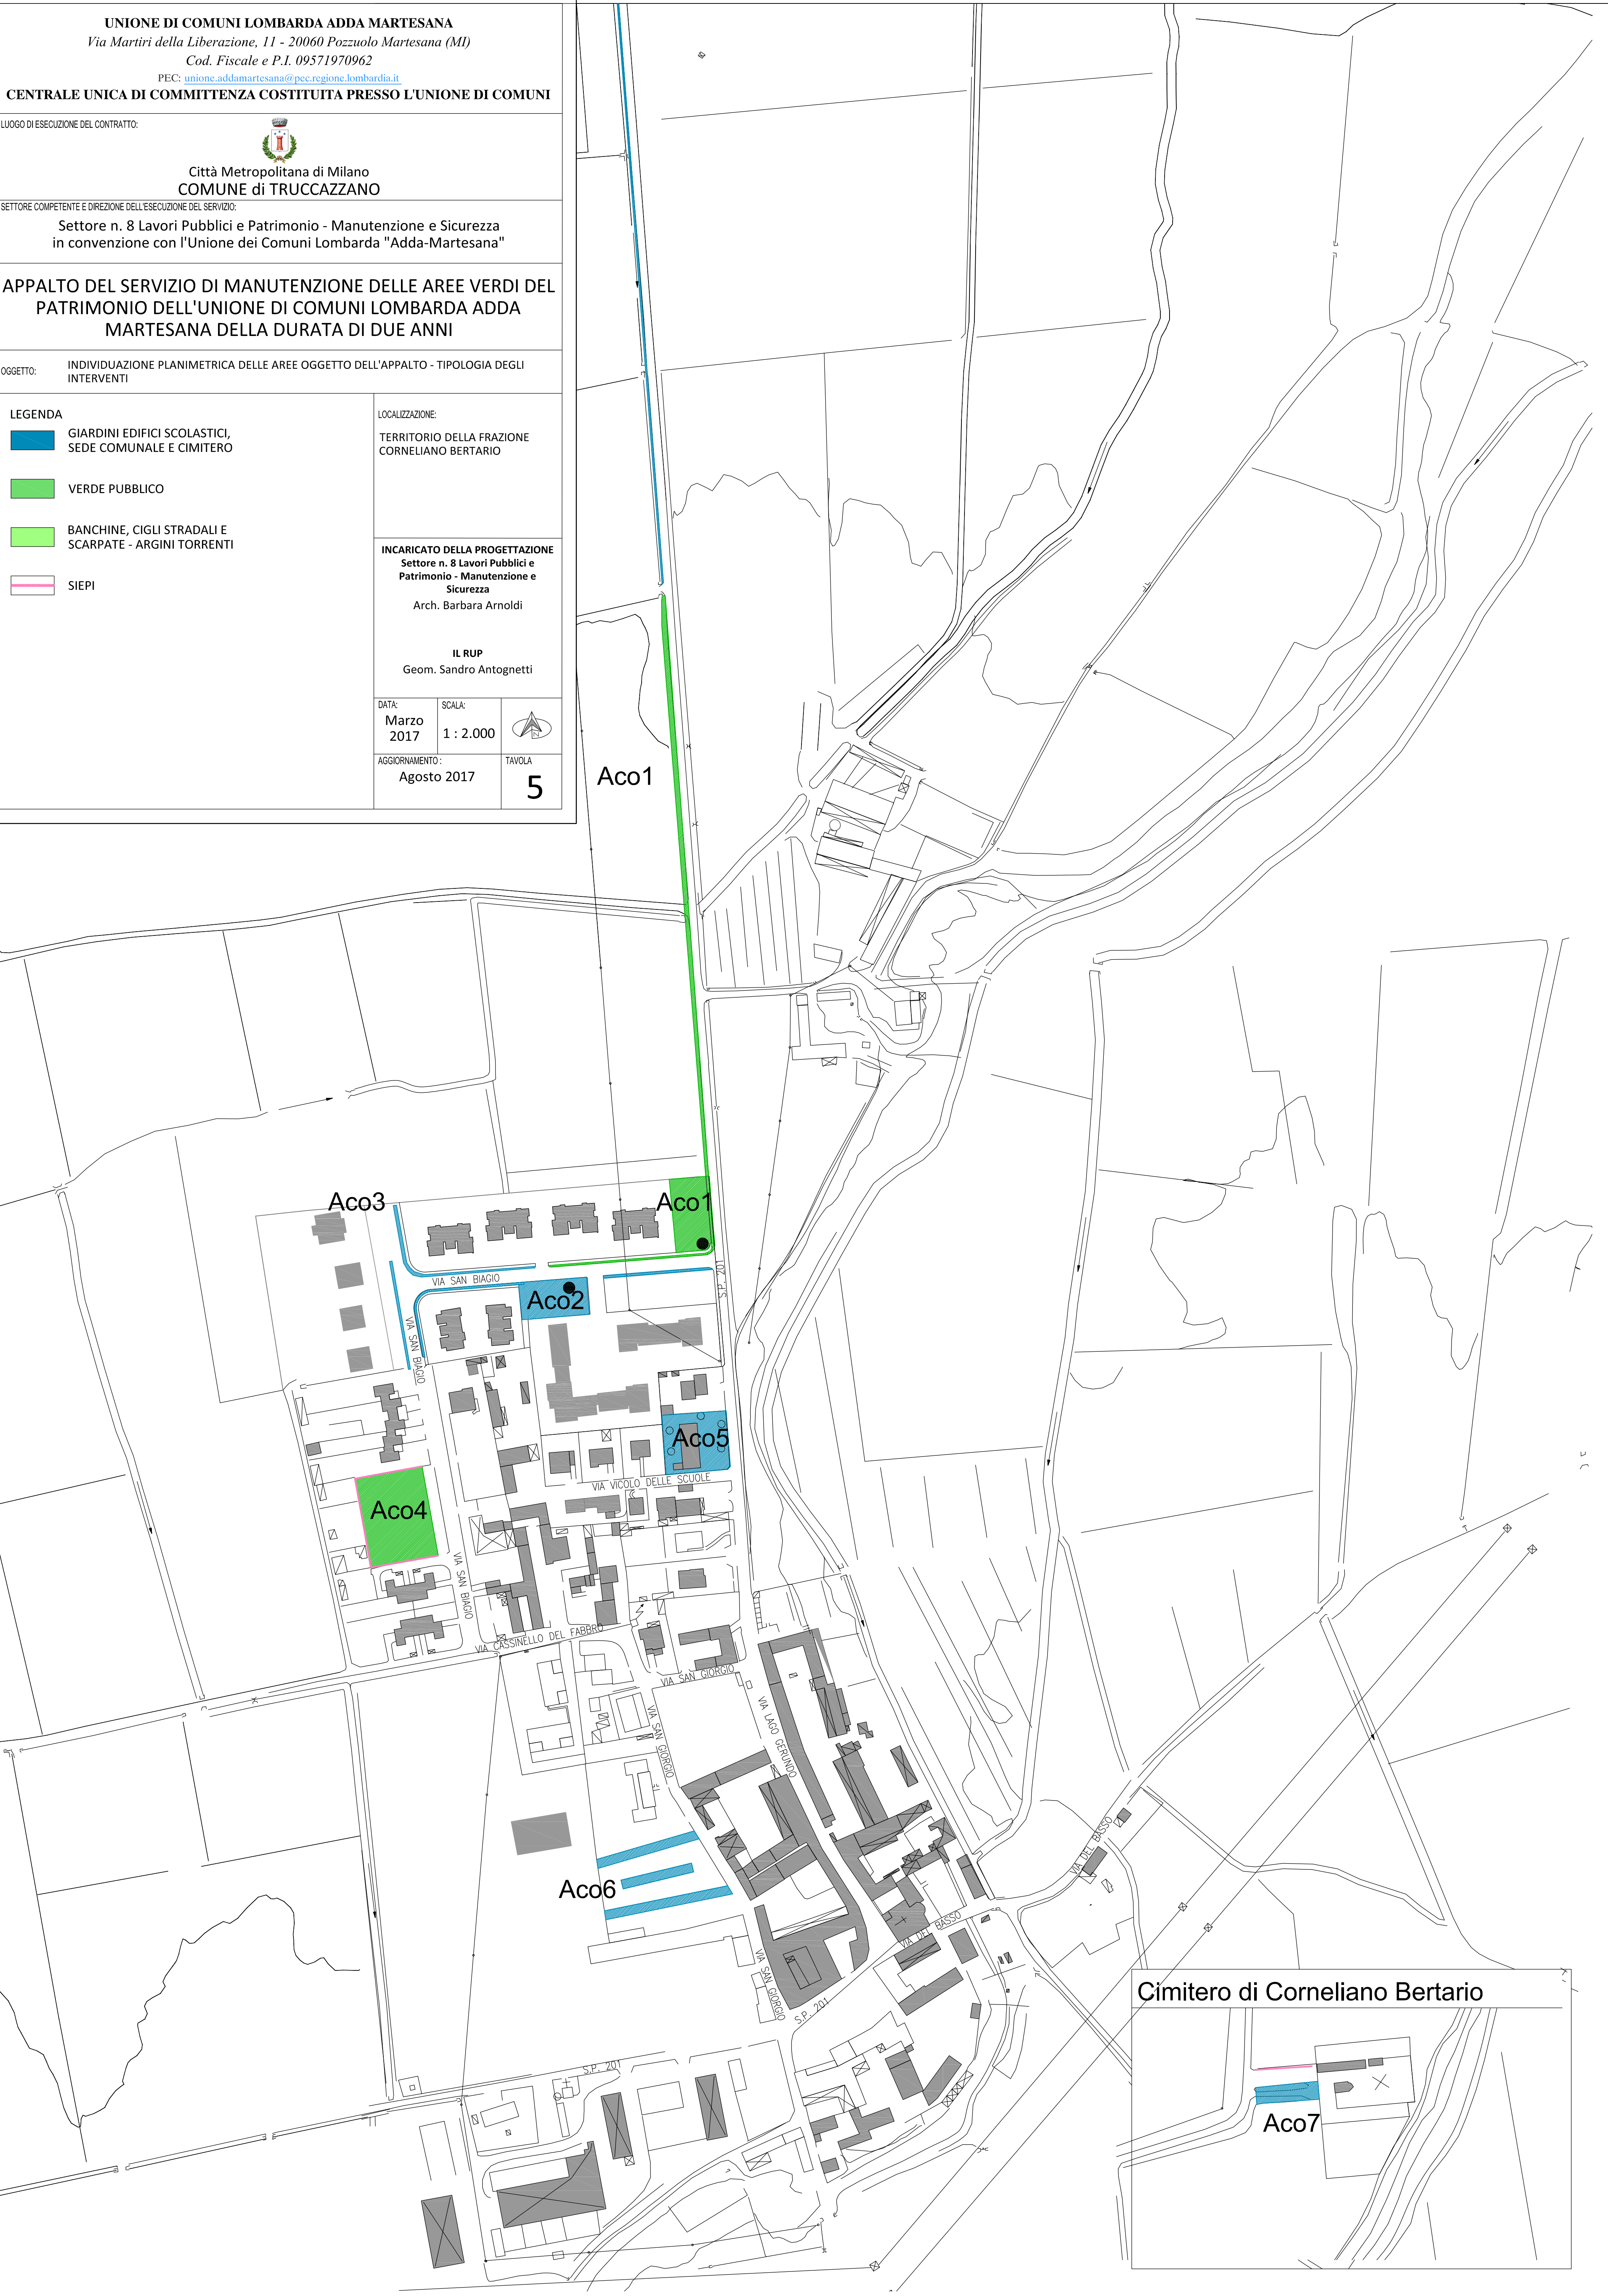 UNIONE DI COMUNI LOMBARDA ADDA MARTESANA
Via Martiri della Liberazione, 11 - 20060 Pozzuolo Martesana (MI)
Cod. Fiscale e P.I. 09571970962
PEC: unione.addamartesana@pec.regione.lombardia.it
CENTRALE UNICA DI COMMITTENZA COSTITUITA PRESSO L'UNIONE DI COMUNI
LUOGO DI ESECUZIONE DEL CONTRATTO:
Città Metropolitana di Milano
COMUNE di TRUCCAZZANO
SETTORE COMPETENTE E DIREZIONE DELL'ESECUZIONE DEL SERVIZIO:
Settore n. 8 Lavori Pubblici e Patrimonio - Manutenzione e Sicurezza
in convenzione con l'Unione dei Comuni Lombarda "Adda-Martesana"
APPALTO DEL SERVIZIO DI MANUTENZIONE DELLE AREE VERDI DEL
PATRIMONIO DELL'UNIONE DI COMUNI LOMBARDA ADDA
MARTESANA DELLA DURATA DI DUE ANNI
OGGETTO:
INDIVIDUAZIONE PLANIMETRICA DELLE AREE OGGETTO DELL'APPALTO - TIPOLOGIA DEGLI
INTERVENTI
LEGENDA
GIARDINI EDIFICI SCOLASTICI,
SEDE COMUNALE E CIMITERO
VERDE PUBBLICO
BANCHINE, CIGLI STRADALI E
SCARPATE - ARGINI TORRENTI
SIEPI
LOCALIZZAZIONE:
TERRITORIO DELLA FRAZIONE
CORNELIANO BERTARIO
INCARICATO DELLA PROGETTAZIONE
Settore n. 8 Lavori Pubblici e
Patrimonio - Manutenzione e
Sicurezza
Arch. Barbara Arnoldi
IL RUP
Geom. Sandro Antognetti
DATA:
Marzo
2017
SCALA:
1 : 2.000
AGGIORNAMENTO :
Agosto 2017
TAVOLA
5
Aco1
Aco3
Aco1
S.P. 201
VIA SAN BIAGIO
Aco2
VIA SAN BIAGIO
Aco5
VIA VICOLO DELLE SCUOLE
Aco4
VIA SAN BIAGIO
VIA CASSINELLO DEL FABBRO
VIA SAN GIORGIO
VIA SAN GIORGIO
VIA LAGO GERUNDO
VIA DEL BASSO
Aco6
VIA DEL BASSO
VIA SAN GIORGIO
S.P. 201
S.P. 201
Cimitero di Corneliano Bertario
Aco7